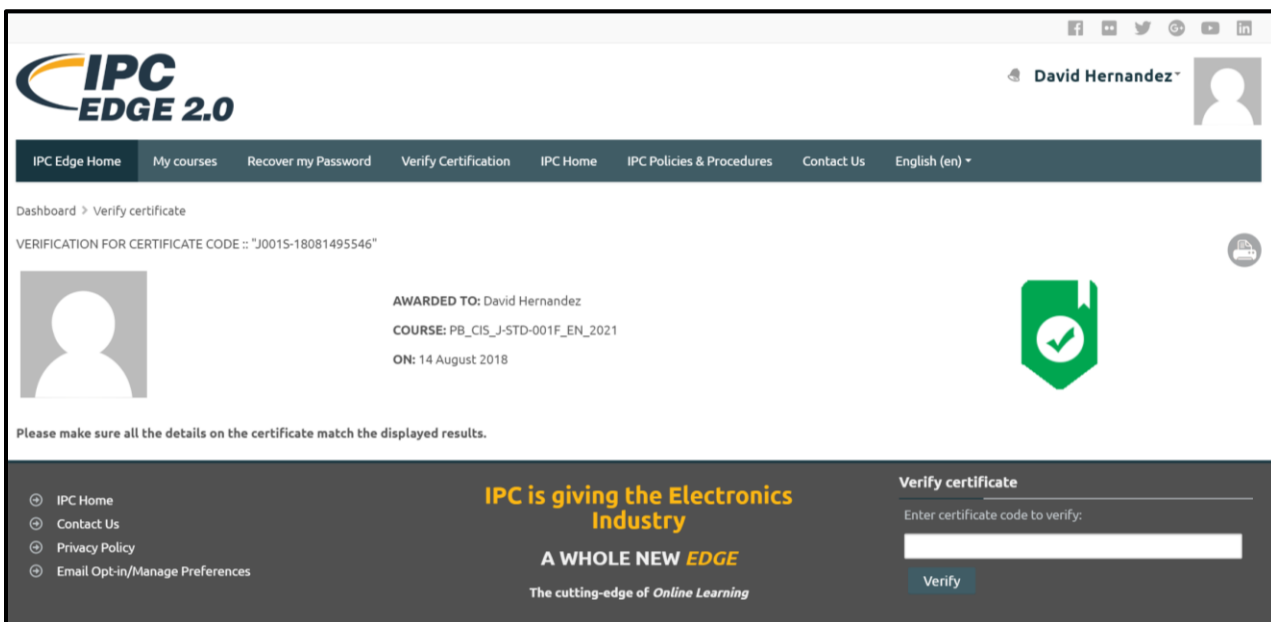 IPC
EDGE 2.0
David Hernandez
IPC Edge Home My courses Recover my Password Verify Certification IPC Home IPC Policies & Procedures Contact Us English (en)
Dashboard > Verify certificate
VERIFICATION FOR CERTIFICATE CODE :: "J001S-18081495546"
AWARDED TO: David Hernandez
COURSE: PB_CIS_J-STD-001F_EN_2021
ON: 14 August 2018
Please make sure all the details on the certificate match the displayed results.
IPC Home
Contact Us
Privacy Policy
Email Opt-in/Manage Preferences
IPC is giving the Electronics
Industry
A WHOLE NEW EDGE
The cutting-edge of Online Learning
Verify certificate
Enter certificate code to verify:
Verify